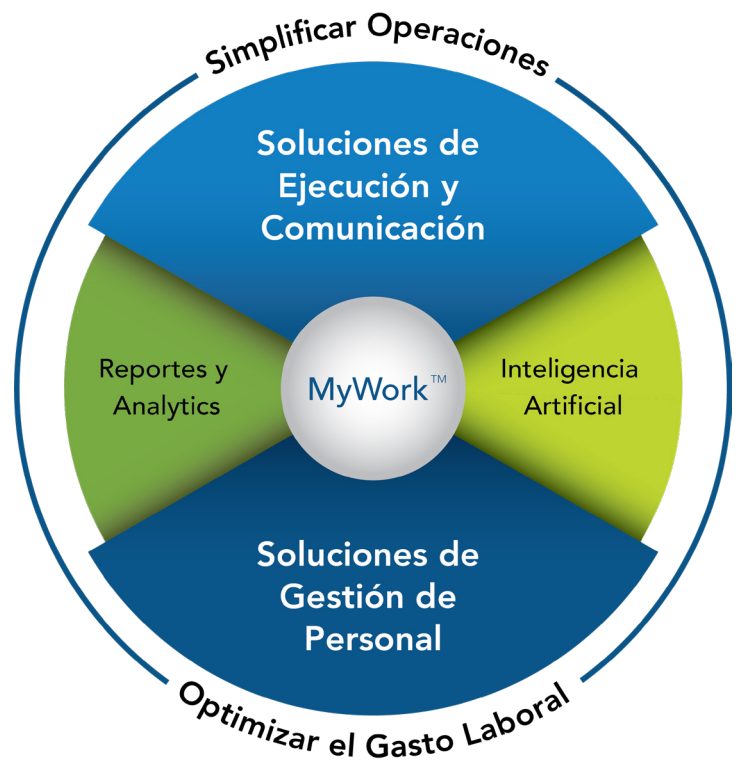 Simplificar Operaciones
Soluciones de
Ejecución y
Comunicación
Reportes y
Analytics
MyWork™
Inteligencia
Artificial
Soluciones de
Gestión de
Personal
Optimizar el Gasto Laboral